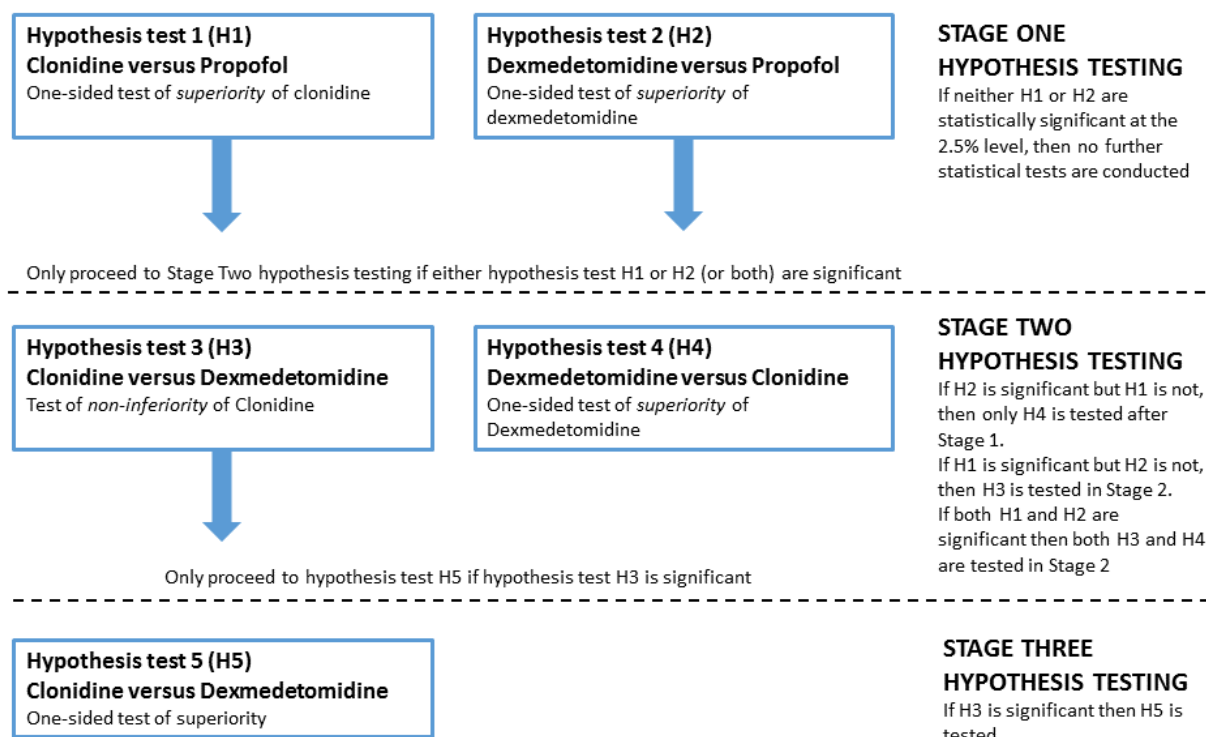 Hypothesis test 1 (H1)
Clonidine versus Propofol
One-sided test of superiority of clonidine
Hypothesis test 2 (H2)
Dexmedetomidine versus Propofol
One-sided test of superiority of
dexmedetomidine
STAGE ONE
HYPOTHESIS TESTING
If neither H1 or H2 are
statistically significant at the
2.5% level, then no further
statistical tests are conducted
Only proceed to Stage Two hypothesis testing if either hypothesis test H1 or H2 (or both) are significant
Hypothesis test 3 (H3)
Clonidine versus Dexmedetomidine
Test of non-inferiority of Clonidine
Hypothesis test 4 (H4)
Dexmedetomidine versus Clonidine
One-sided test of superiority of
Dexmedetomidine
STAGE TWO
HYPOTHESIS TESTING
If H2 is significant but H1 is not,
then only H4 is tested after
Stage 1.
If H1 is significant but H2 is not,
then H3 is tested in Stage 2.
If both H1 and H2 are
significant then both H3 and H4
are tested in Stage 2
Only proceed to hypothesis test H5 if hypothesis test H3 is significant
Hypothesis test 5 (H5)
Clonidine versus Dexmedetomidine
One-sided test of superiority
STAGE THREE
HYPOTHESIS TESTING
If H3 is significant then H5 is
tested